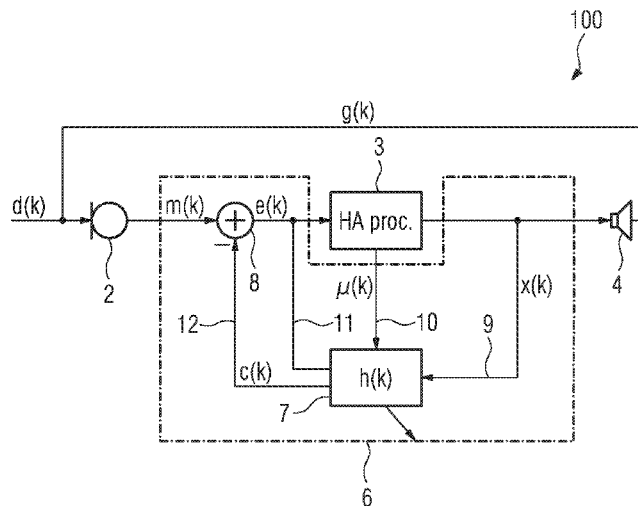 100
g(k)
3
d(k)
m(k)
+
e(k)
HA proc.
2
−
8
4
μ(k)
x(k)
12
11
10
9
c(k)
h(k)
7
6